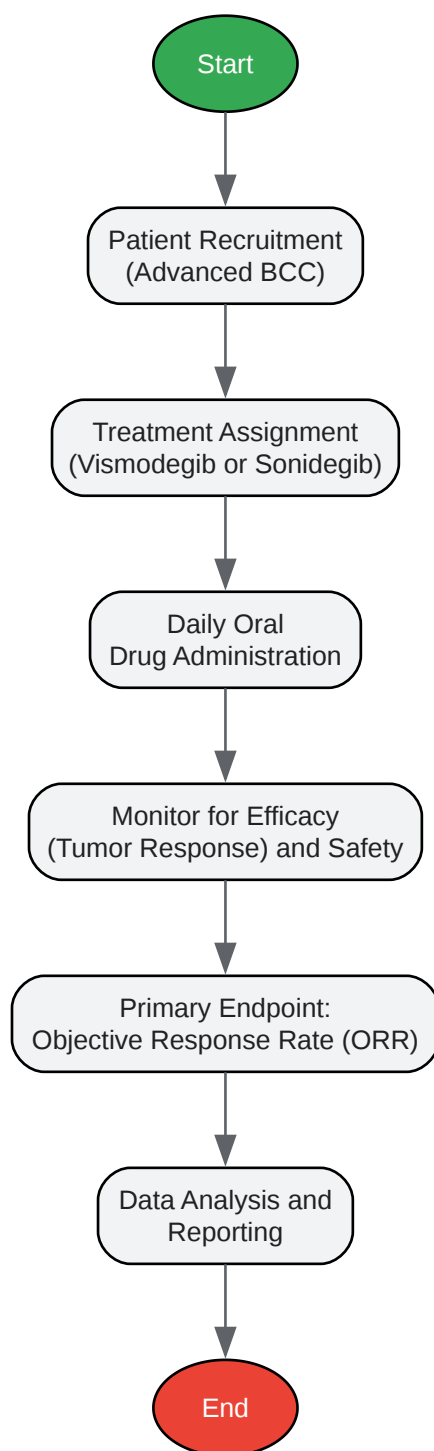 Start
Patient Recruitment
(Advanced BCC)
Treatment Assignment
(Vismodegib or Sonidegib)
Daily Oral
Drug Administration
Monitor for Efficacy
(Tumor Response) and Safety
Primary Endpoint:
Objective Response Rate (ORR)
Data Analysis and
Reporting
End